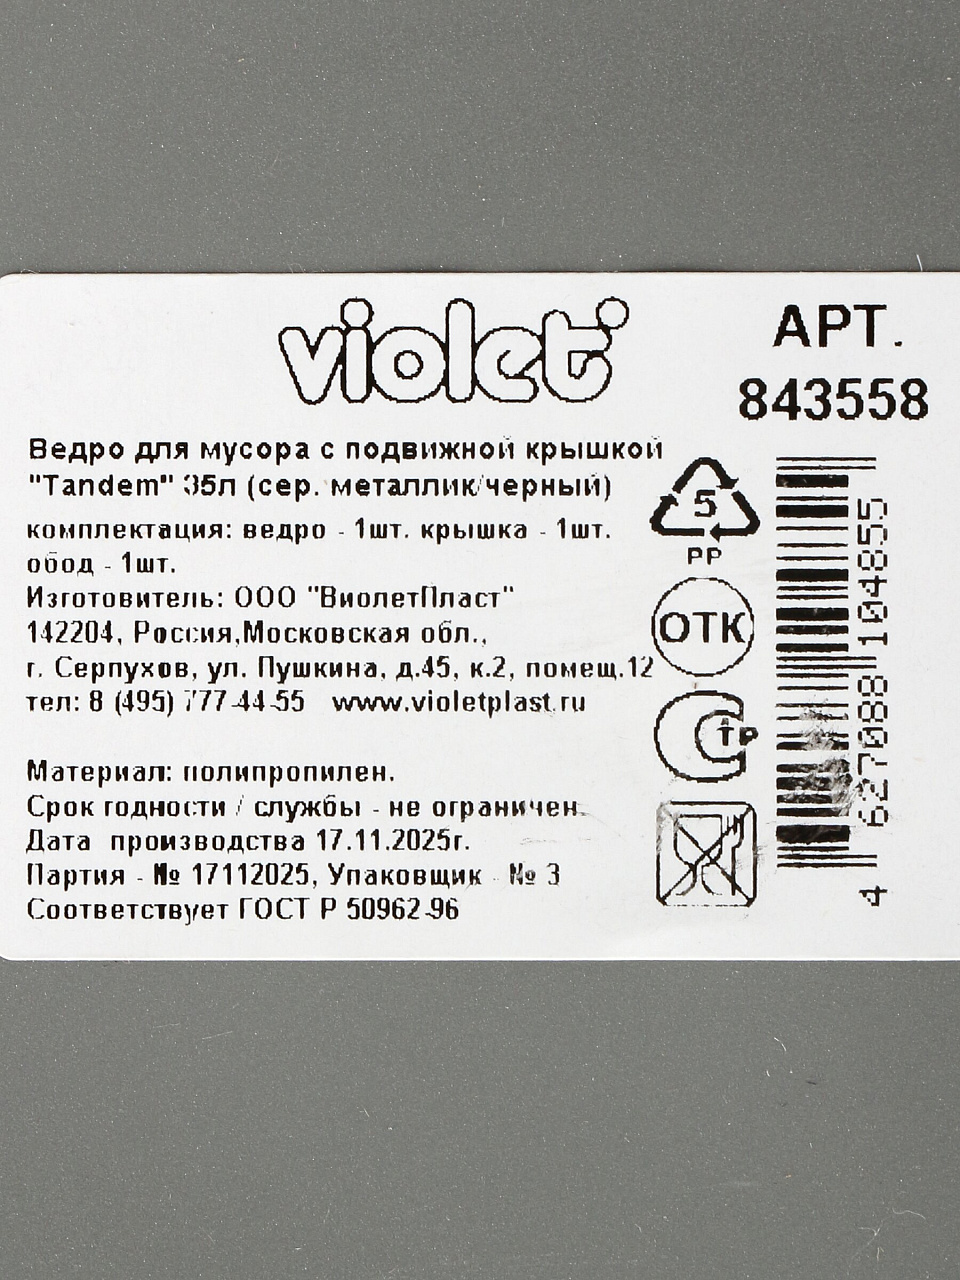 violet
АРТ.
843558
Ведро для мусора с подвижной крышкой
"Tandem" 35л (сер. металлик/черный)
комплектация: ведро - 1шт. крышка - 1шт.
обод - 1шт.
Изготовитель: ООО "ВиолетПласт"
142204, Россия,Московская обл.,
г. Серпухов, ул. Пушкина, д.45, к.2, помещ.12
тел: 8 (495) 777-44-55 www.violetplast.ru
Материал: полипропилен.
Срок годности / службы - не ограничен.
Дата производства 17.11.2025г.
Партия - № 17112025, Упаковщик - № 3
Соответствует ГОСТ Р 50962-96
5
PP
ОТК
СТР
4 627088 104855